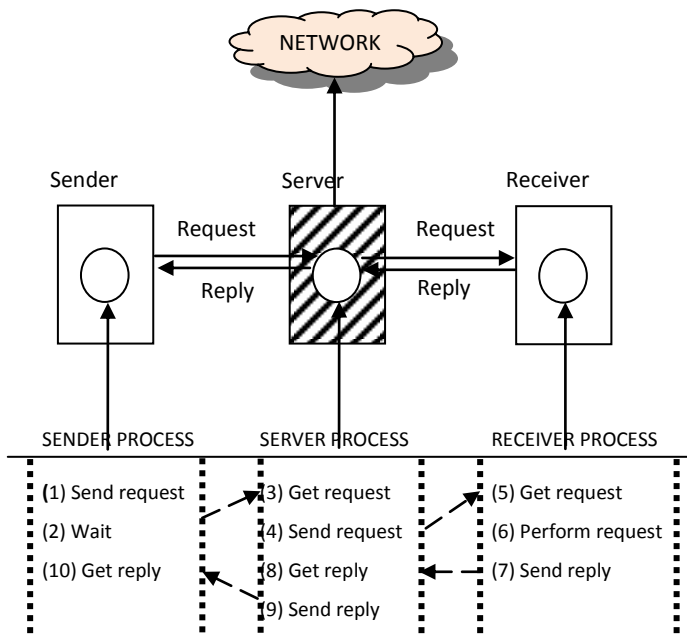 NETWORK
Sender
Server
Receiver
Request
Request
Reply
Reply
SENDER PROCESS
SERVER PROCESS
RECEIVER PROCESS
(1) Send request
(2) Wait
(10) Get reply
(3) Get request
(4) Send request
(8) Get reply
(9) Send reply
(5) Get request
(6) Perform request
(7) Send reply